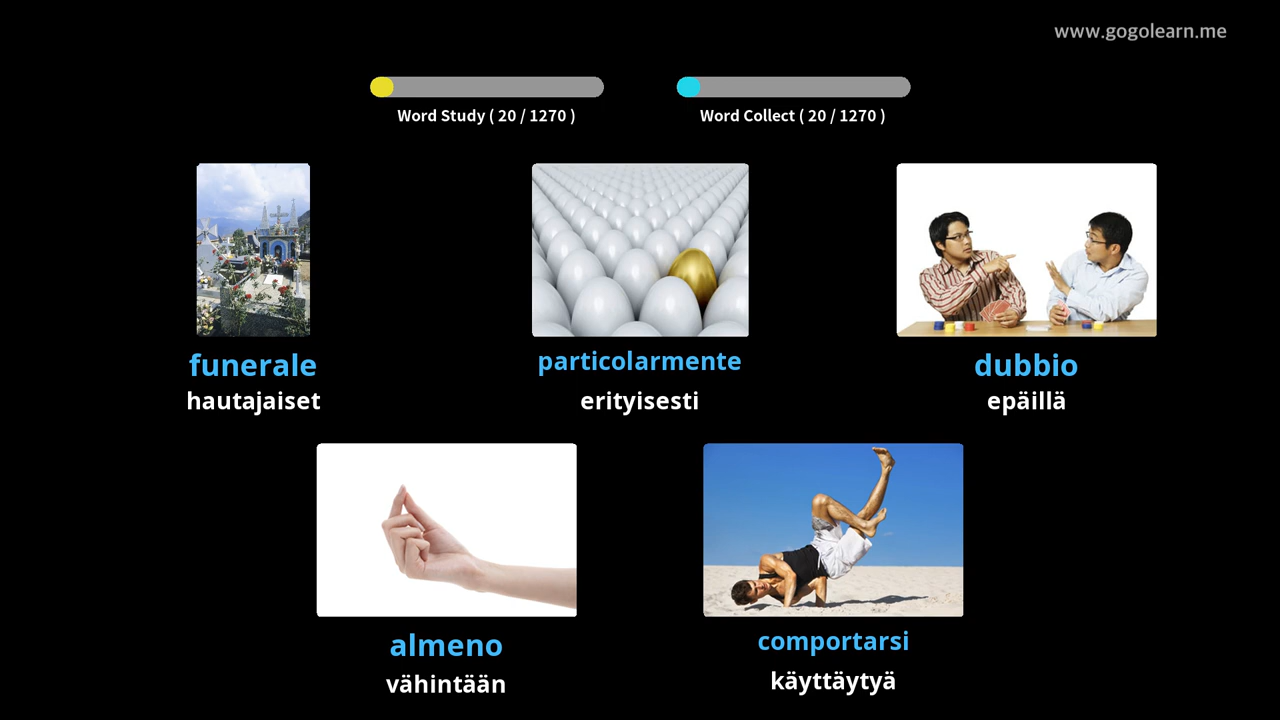 www.gogolearn.me
Word Study ( 20 / 1270 )
Word Collect ( 20 / 1270 )
funerale
hautajaiset
particolarmente
erityisesti
dubbio
epäillä
almeno
vähintään
comportarsi
käyttäytyä